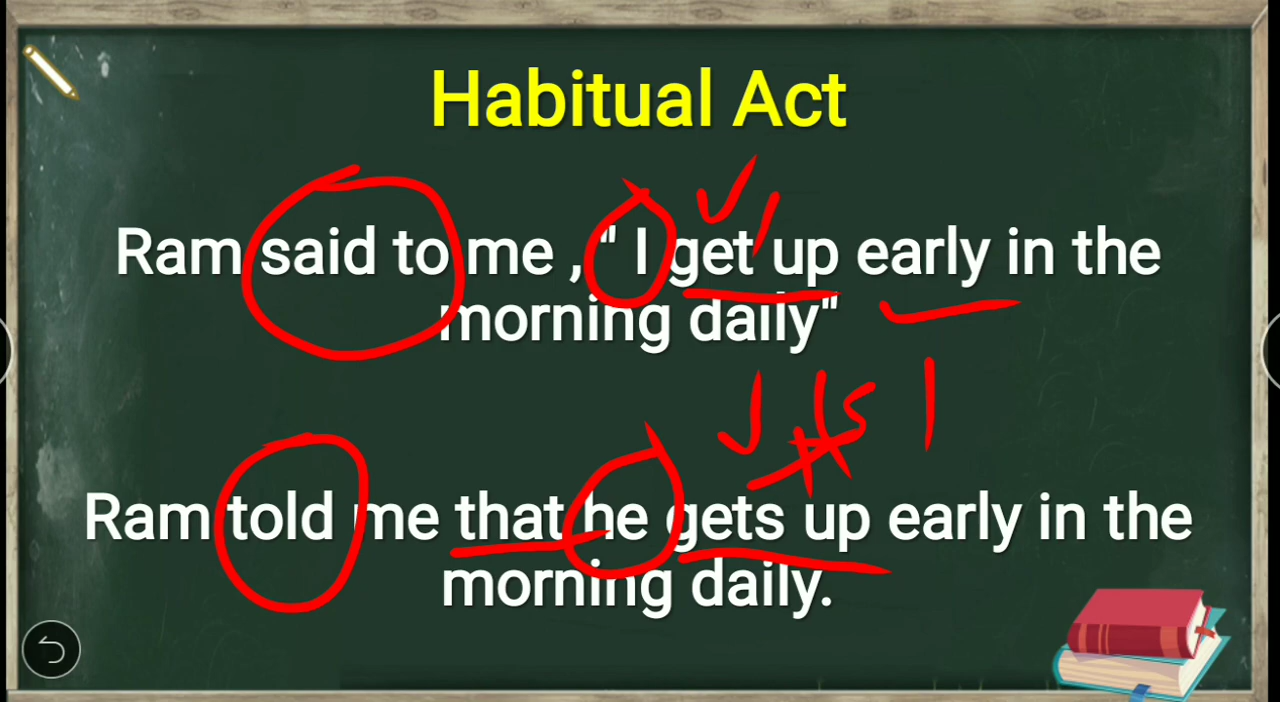 Habitual Act
Ram said to me , " I get up early in the
morning daily"
Ram told me that he gets up early in the
morning daily.